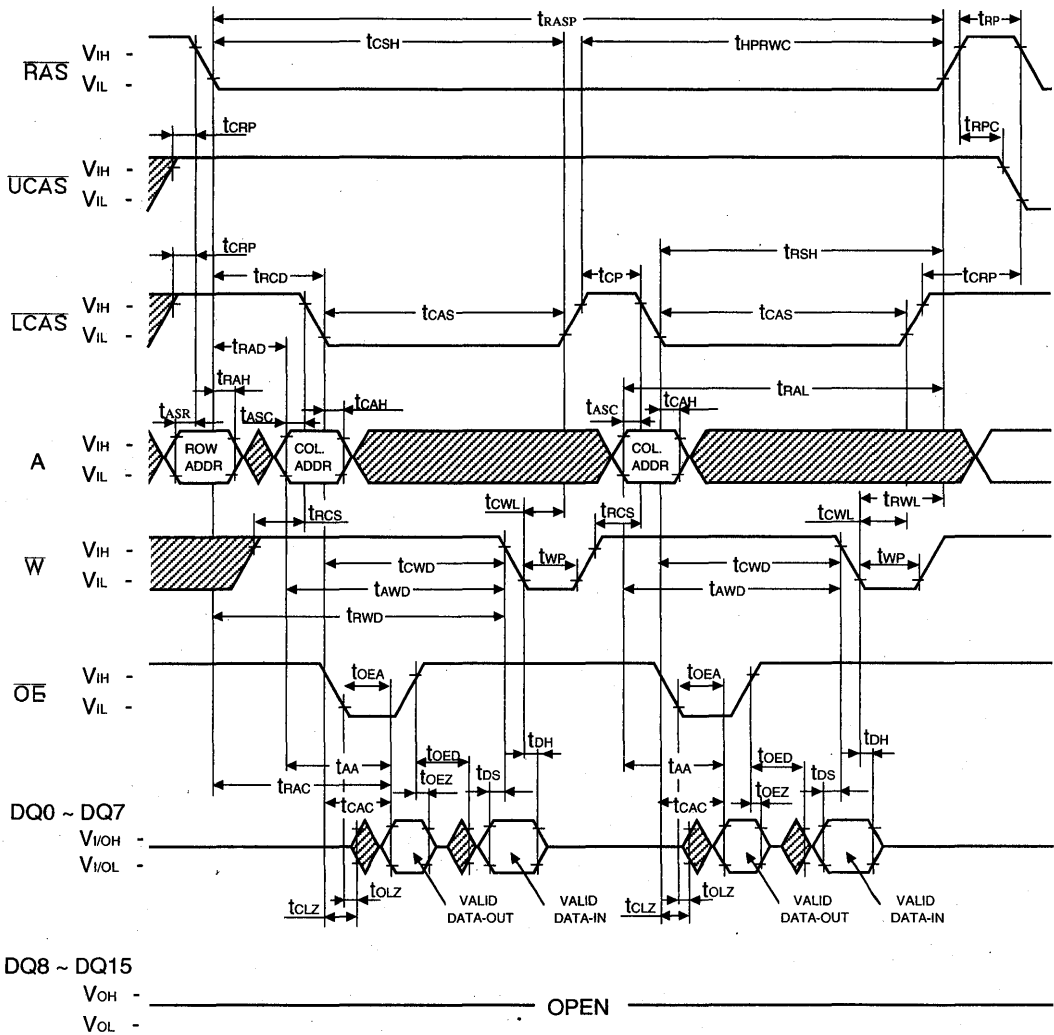 tRASP
tRP
tCSH
tHPRWC
RAS
VIH -
VIL -
tCRP
tRPC
UCAS
VIH -
VIL -
tCRP
tRCD
tCP
tRSH
tCRP
LCAS
VIH -
VIL -
tCAS
tCAS
tRAD
tRAH
tRAL
tASR
tASC
tCAH
tASC
tCAH
A
VIH -
VIL -
ROW ADDR
COL. ADDR
COL. ADDR
tRCS
tCWL
tRCS
tCWL
tRWL
W
VIH -
VIL -
tCWD
tWP
tCWD
tWP
tAWD
tAWD
tRWD
OE
VIH -
VIL -
tOEA
tOEA
tDH
tDH
tAA
tOED
tAA
tOED
tRAC
tOEZ
tDS
tOEZ
tDS
tCAC
tCAC
DQ0 ~ DQ7
VI/OH -
VI/OL -
tOLZ
tOLZ
tCLZ
tCLZ
VALID DATA-OUT
VALID DATA-IN
VALID DATA-OUT
VALID DATA-IN
DQ8 ~ DQ15
VOH -
VOL -
OPEN